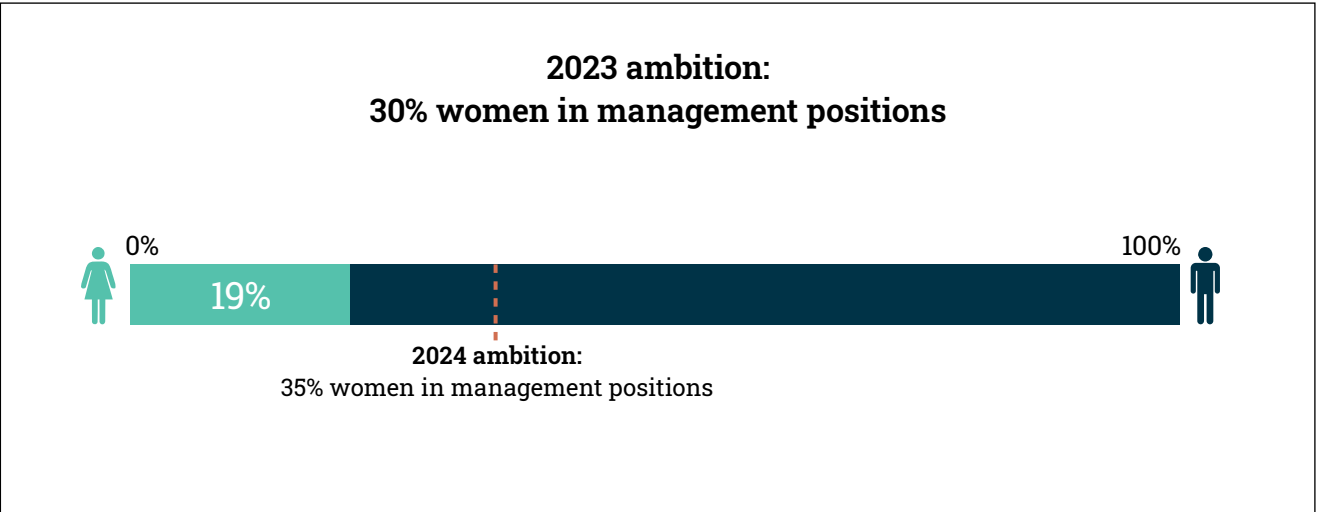 2023 ambition:
30% women in management positions
0%
100%
19%
2024 ambition:
35% women in management positions